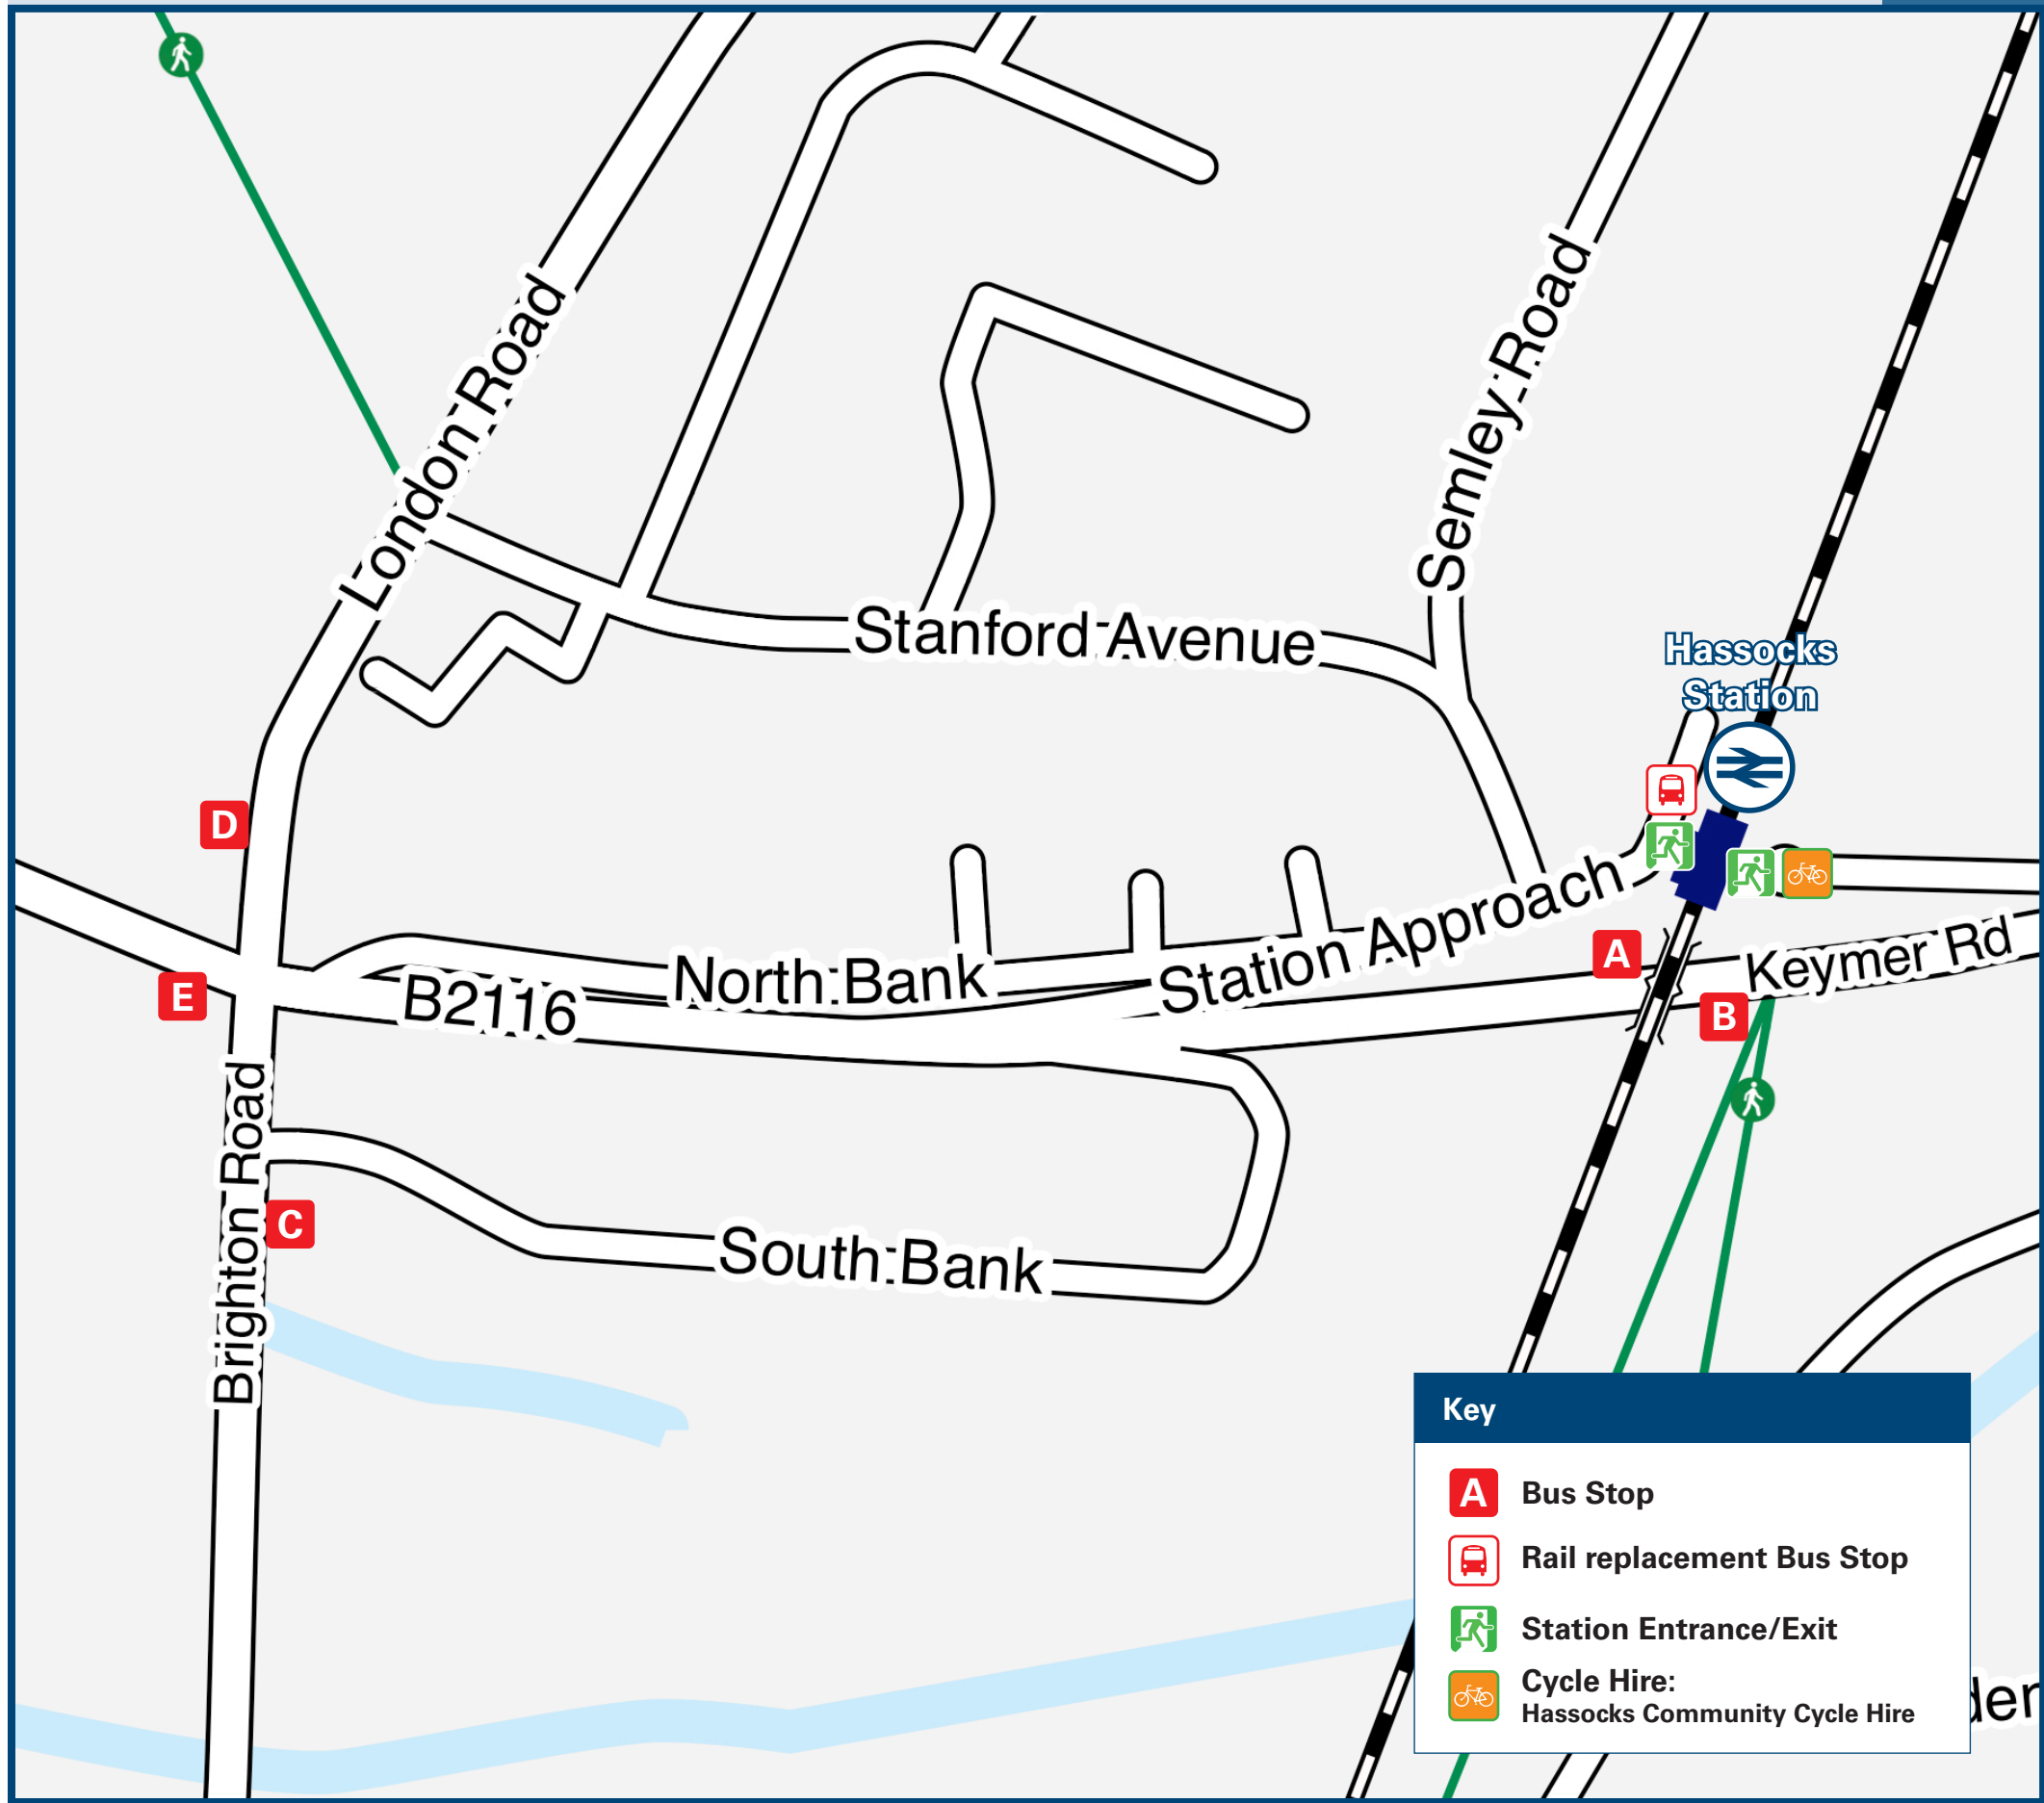 London Road
Semley Road
Stanford Avenue
Hassocks
Station
D
Station Approach
A
Keymer Rd
E
North Bank
B2116
B
Brighton Road
C
South Bank
Key
A Bus Stop
Rail replacement Bus Stop
Station Entrance/Exit
Cycle Hire:
Hassocks Community Cycle Hire